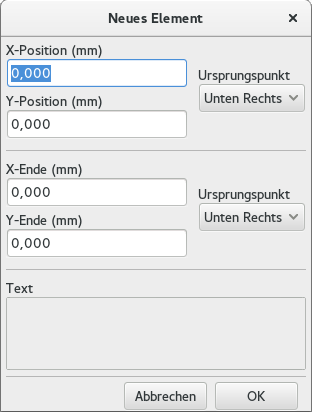 Neues Element
X-Position (mm)
0,000
Ursprungspunkt
Unten Rechts
Y-Position (mm)
0,000
X-Ende (mm)
0,000
Ursprungspunkt
Unten Rechts
Y-Ende (mm)
0,000
Text
Abbrechen
OK